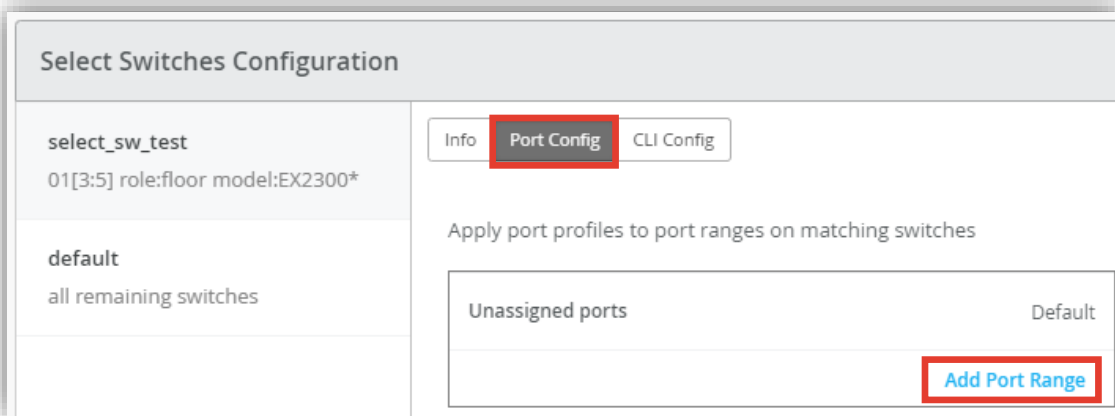 Select Switches Configuration
select_sw_test
01[3:5] role:floor model:EX2300*
default
all remaining switches
Info Port Config CLI Config
Apply port profiles to port ranges on matching switches
Unassigned ports Default
Add Port Range